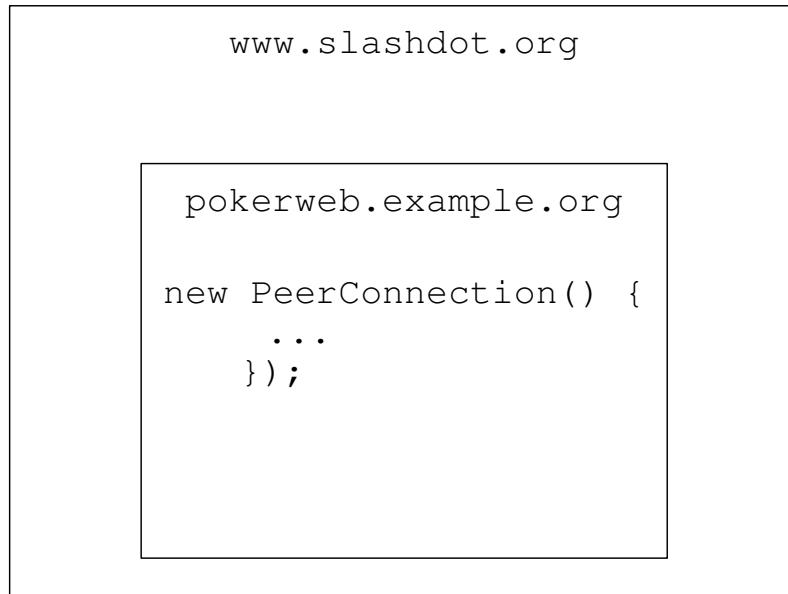 www.slashdot.org
pokerweb.example.org
new PeerConnection() {
...
});